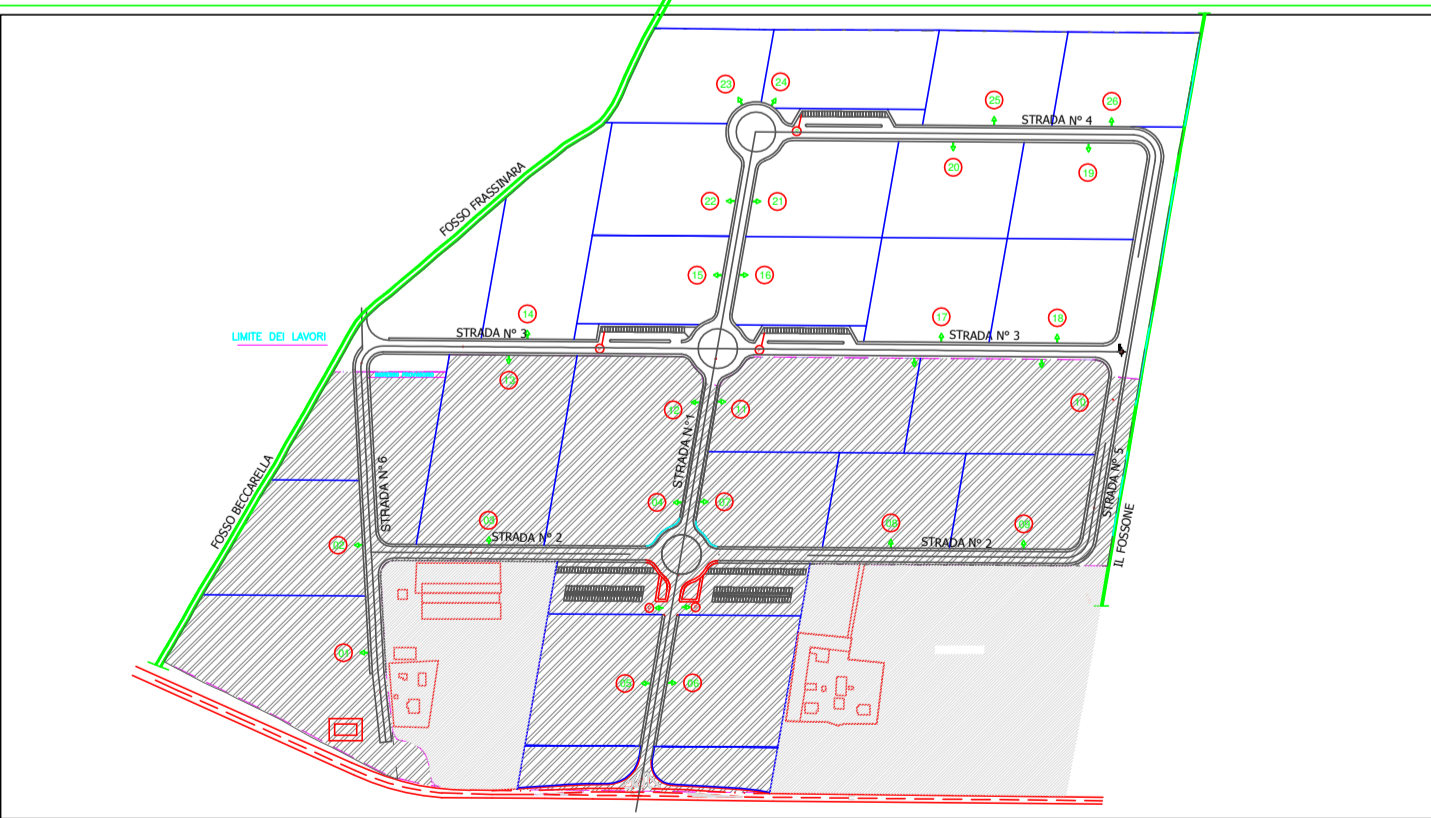 23
24
25
26
STRADA N° 4
20
19
FOSSO FRASSINARA
22
21
15
16
14
17
18
LIMITE DEI LAVORI
STRADA N° 3
STRADA N° 3
13
12
11
10
STRADA N°1
STRADA N°6
STRADA N° 5
FOSSO BECCARELLA
04
07
03
STRADA N° 2
STRADA N° 2
09
IL FOSSONE
02
01
05
06